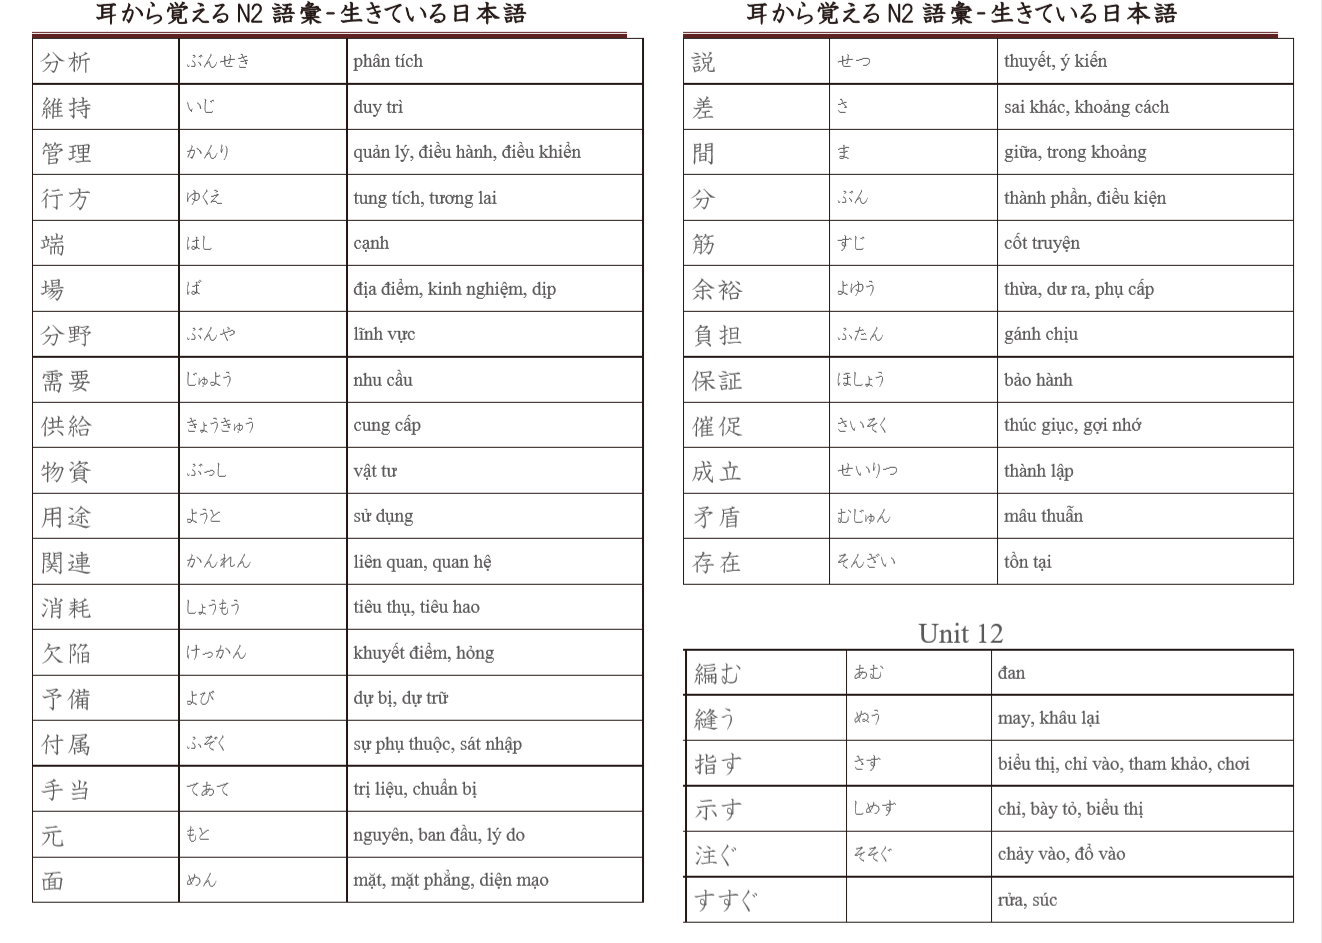 耳から覚える N2 語彙 - 生きている日本語
分析 ぶんせき phân tích
維持 いじ duy trì
管理 かんり quản lý, điều hành, điều khiển
行方 ゆくえ tung tích, tương lai
端 はし cạnh
場 ば địa điểm, kinh nghiệm, dịp
分野 ぶんや lĩnh vực
需要 じゅよう nhu cầu
供給 きょうきゅう cung cấp
物資 ぶっし vật tư
用途 ようと sử dụng
関連 かんれん liên quan, quan hệ
消耗 しょうもう tiêu thụ, tiêu hao
欠陥 けっかん khuyết điểm, hỏng
予備 よび dự bị, dự trữ
付属 ふぞく sự phụ thuộc, sát nhập
手当 てあて trị liệu, chuẩn bị
元 もと nguyên, ban đầu, lý do
面 めん mặt, mặt phẳng, diện mạo
耳から覚える N2 語彙 - 生きている日本語
説 せつ thuyết, ý kiến
差 さ sai khác, khoảng cách
間 ま giữa, trong khoảng
分 ぶん thành phần, điều kiện
筋 すじ cốt truyện
余裕 よゆう thừa, dư ra, phụ cấp
負担 ふたん gánh chịu
保証 ほしょう bảo hành
催促 さいそく thúc giục, gợi nhớ
成立 せいりつ thành lập
矛盾 むじゅん mâu thuẫn
存在 そんざい tồn tại
Unit 12
編む あむ đan
縫う ぬう may, khâu lại
指す さす biểu thị, chỉ vào, tham khảo, chơi
示す しめす chỉ, bày tỏ, biểu thị
注ぐ そそぐ chảy vào, đổ vào
すすぐ rửa, súc